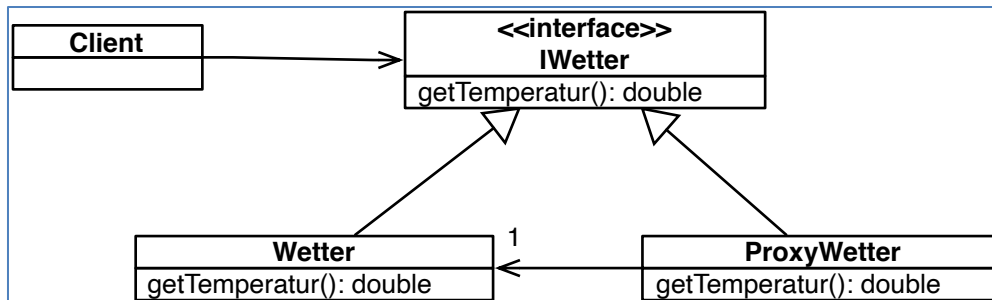 Client
<<interface>>
IWetter
getTemperatur(): double
1
Wetter
ProxyWetter
getTemperatur(): double
getTemperatur(): double